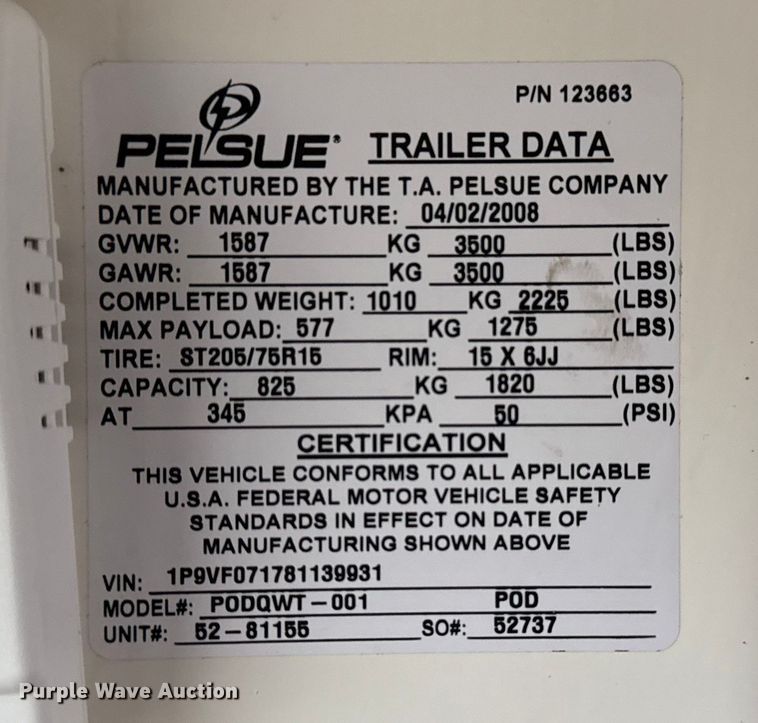 P/N 123663
PELSUE® TRAILER DATA
MANUFACTURED BY THE T.A. PELSUE COMPANY
DATE OF MANUFACTURE: 04/02/2008
GVWR: 1587 KG 3500 (LBS)
GAWR: 1587 KG 3500 (LBS)
COMPLETED WEIGHT: 1010 KG 2225 (LBS)
MAX PAYLOAD: 577 KG 1275 (LBS)
TIRE: ST205/75R15 RIM: 15 X 6JJ
CAPACITY: 825 KG 1820 (LBS)
AT 345 KPA 50 (PSI)
CERTIFICATION
THIS VEHICLE CONFORMS TO ALL APPLICABLE
U.S.A. FEDERAL MOTOR VEHICLE SAFETY
STANDARDS IN EFFECT ON DATE OF
MANUFACTURING SHOWN ABOVE
VIN: 1P9VF071781139931
MODEL#: PODQWT-001 POD
UNIT#: 52-81155 SO#: 52737
Purple Wave Auction